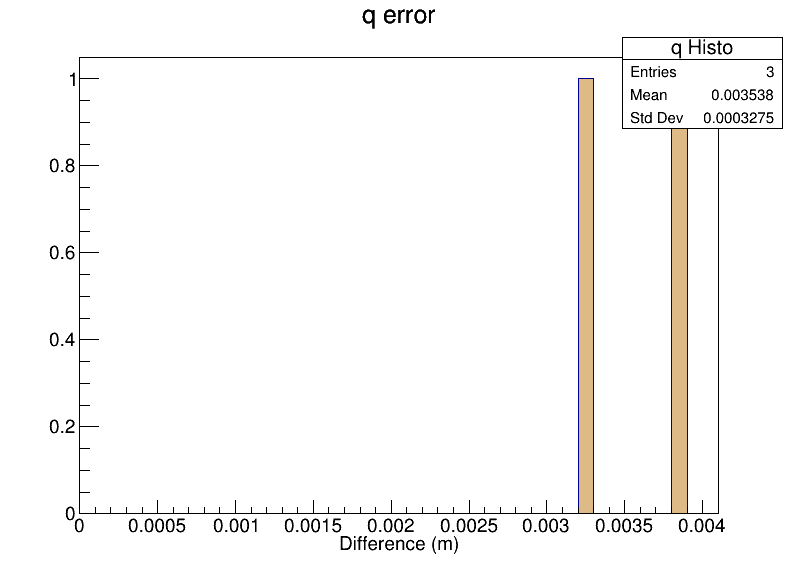 q error
q Histo
Entries 3
Mean 0.003538
Std Dev 0.0003275
1
0.8
0.6
0.4
0.2
0
0 0.0005 0.001 0.0015 0.002 0.0025 0.003 0.0035 0.004
Difference (m)